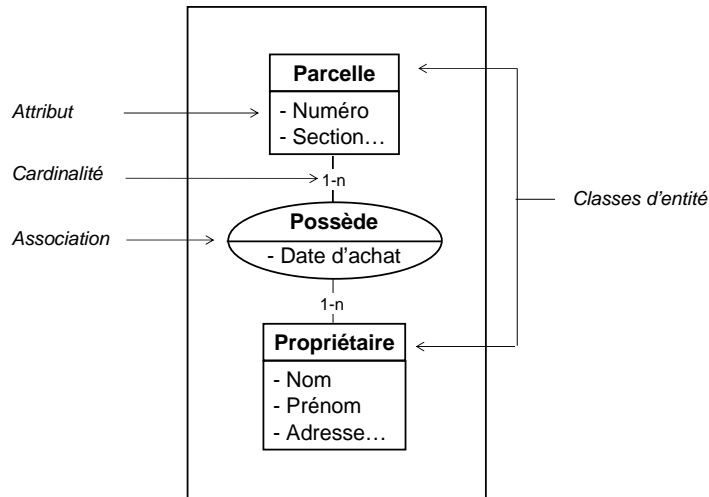 Parcelle
Attribut
- Numéro
- Section…
Cardinalité
1-n
Classes d’entité
Possède
Association
- Date d’achat
1-n
Propriétaire
- Nom
- Prénom
- Adresse…